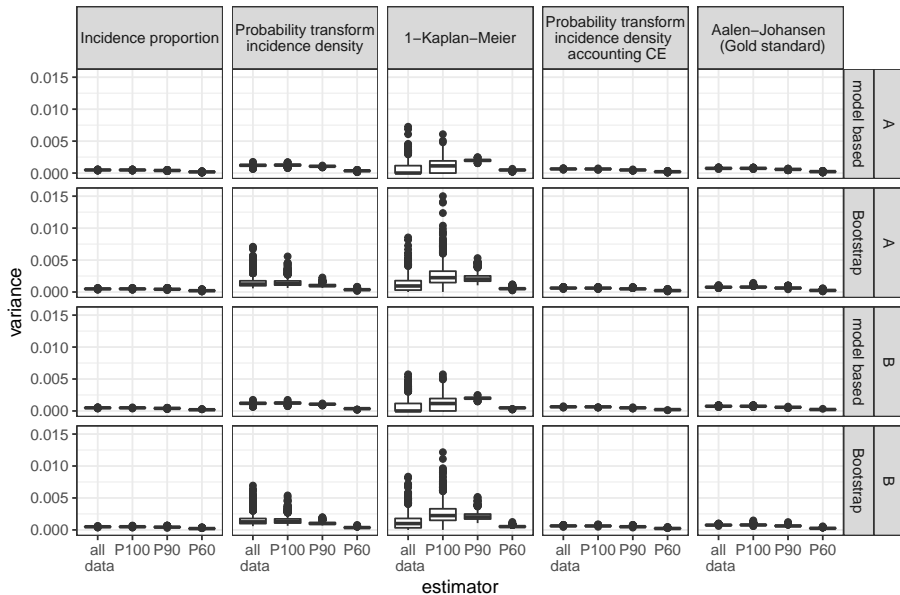 Incidence proportion
Probability transform
incidence density
1−Kaplan−Meier
Probability transform
incidence density
accounting CE
Aalen−Johansen
(Gold standard)
0.015
0.010
0.005
0.000
model based
A
0.015
0.010
0.005
0.000
Bootstrap
A
variance
0.015
0.010
0.005
0.000
model based
B
0.015
0.010
0.005
0.000
Bootstrap
B
all data P100 P90 P60
all data P100 P90 P60
all data P100 P90 P60
all data P100 P90 P60
all data P100 P90 P60
estimator